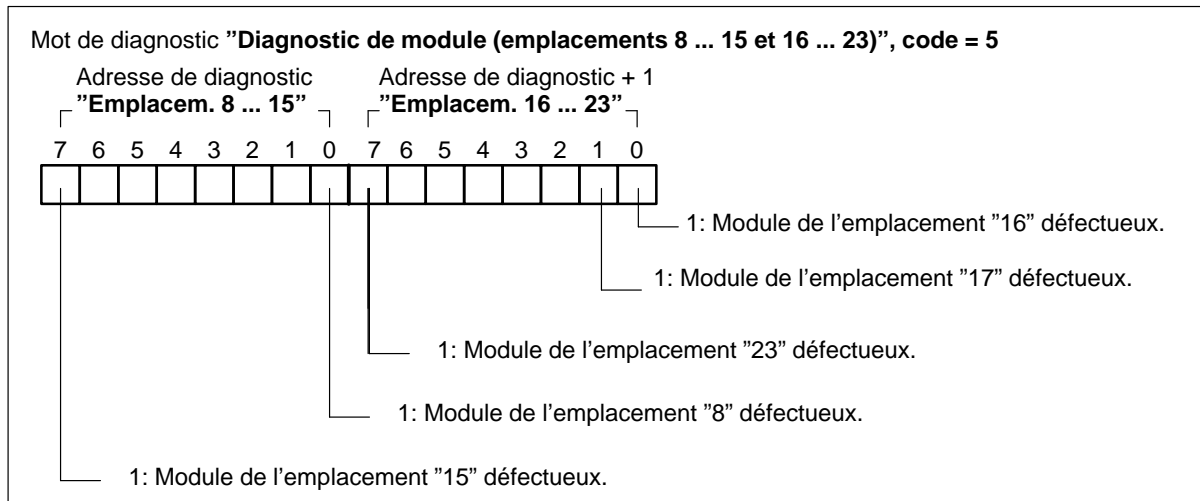 Mot de diagnostic ”Diagnostic de module (emplacements 8 ... 15 et 16 ... 23)”, code = 5
Adresse de diagnostic Adresse de diagnostic + 1
”Emplacem. 8 ... 15” ”Emplacem. 16 ... 23”
7 6 5 4 3 2 1 0 7 6 5 4 3 2 1 0
1: Module de l’emplacement ”16” défectueux.
1: Module de l’emplacement ”17” défectueux.
1: Module de l’emplacement ”23” défectueux.
1: Module de l’emplacement ”8” défectueux.
1: Module de l’emplacement ”15” défectueux.